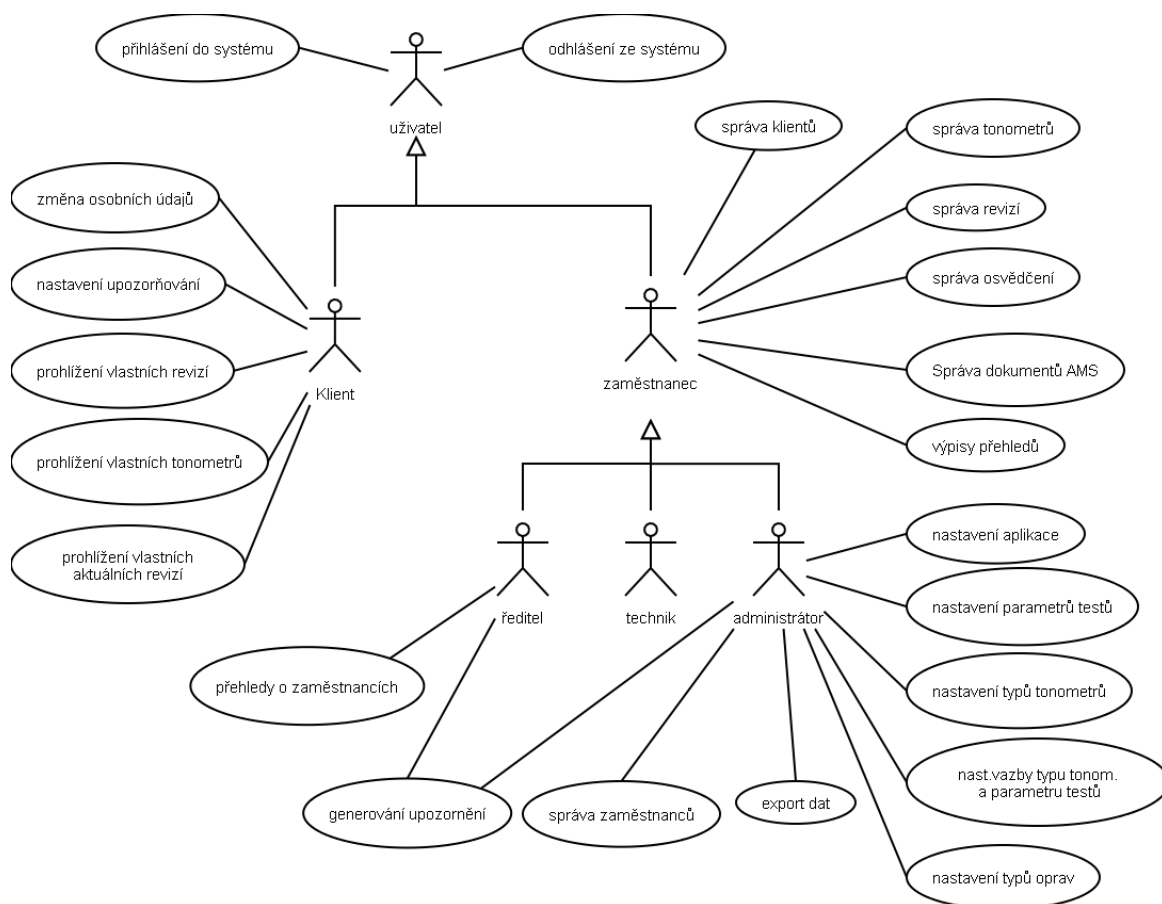 přihlášení do systému
odhlášení ze systému
uživatel
správa klientů
správa tonometrů
změna osobních údajů
správa revizí
nastavení upozorňování
správa osvědčení
prohlížení vlastních revizí
Klient
zaměstnanec
Správa dokumentů AMS
prohlížení vlastních tonometrů
výpisy přehledů
prohlížení vlastních
aktuálních revizí
nastavení aplikace
nastavení parametrů testů
ředitel
technik
administrátor
přehledy o zaměstnancích
nastavení typů tonometrů
nast.vazby typu tonom.
a parametru testů
generování upozornění
správa zaměstnanců
export dat
nastavení typů oprav